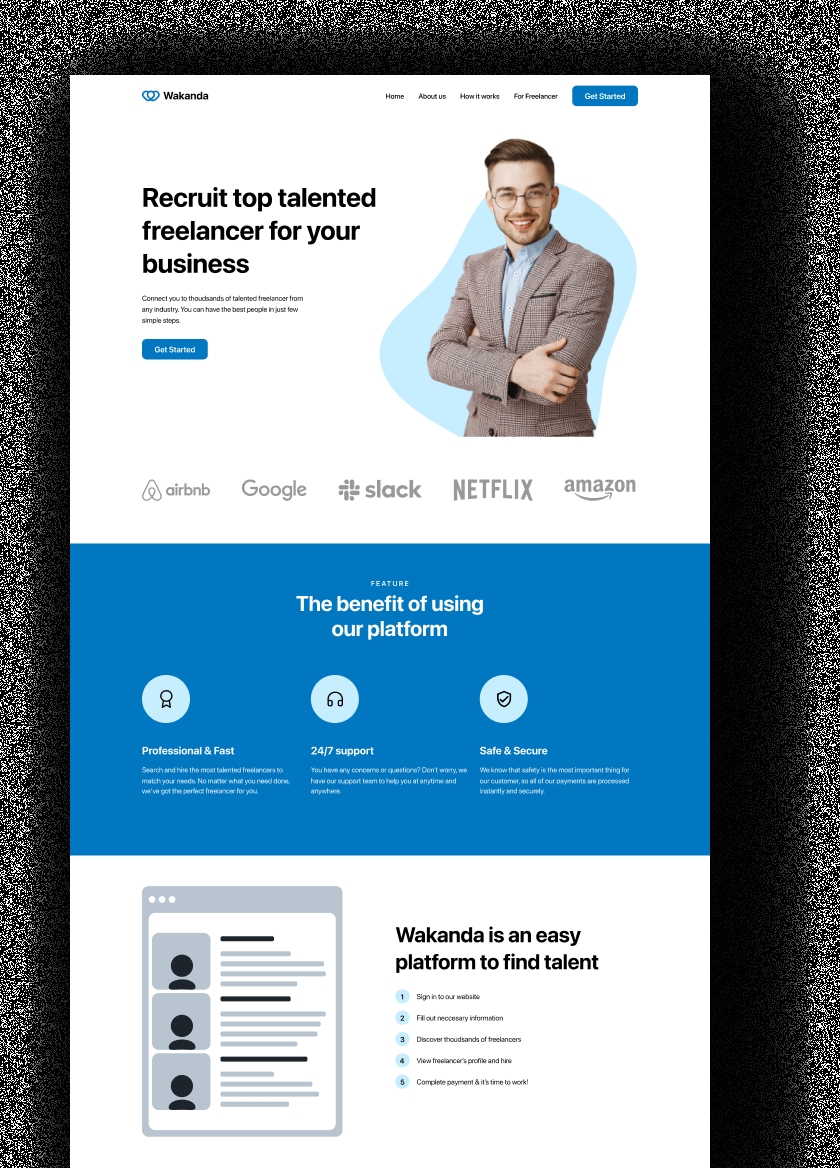 Wakanda
Home About us How it works For Freelancer Get Started
Recruit top talented
freelancer for your
business
Connect you to thoudsands of talented freelancer from
any industry. You can have the best people in just few
simple steps.
Get Started
airbnb Google slack NETFLIX amazon
FEATURE
The benefit of using
our platform
Professional & Fast
Search and hire the most talented freelancers to
match your needs. No matter what you need done,
we've got the perfect freelancer for you.
24/7 support
You have any concerns or questions? Don't worry, we
have our support team to help you at anytime and
anywhere.
Safe & Secure
We know that safety is the most important thing for
our customer, so all of our payments are processed
instantly and securely.
Wakanda is an easy
platform to find talent
1 Sign in to our website
2 Fill out neccesary information
3 Discover thoudsands of freelancers
4 View freelancer's profile and hire
5 Complete payment & it's time to work!